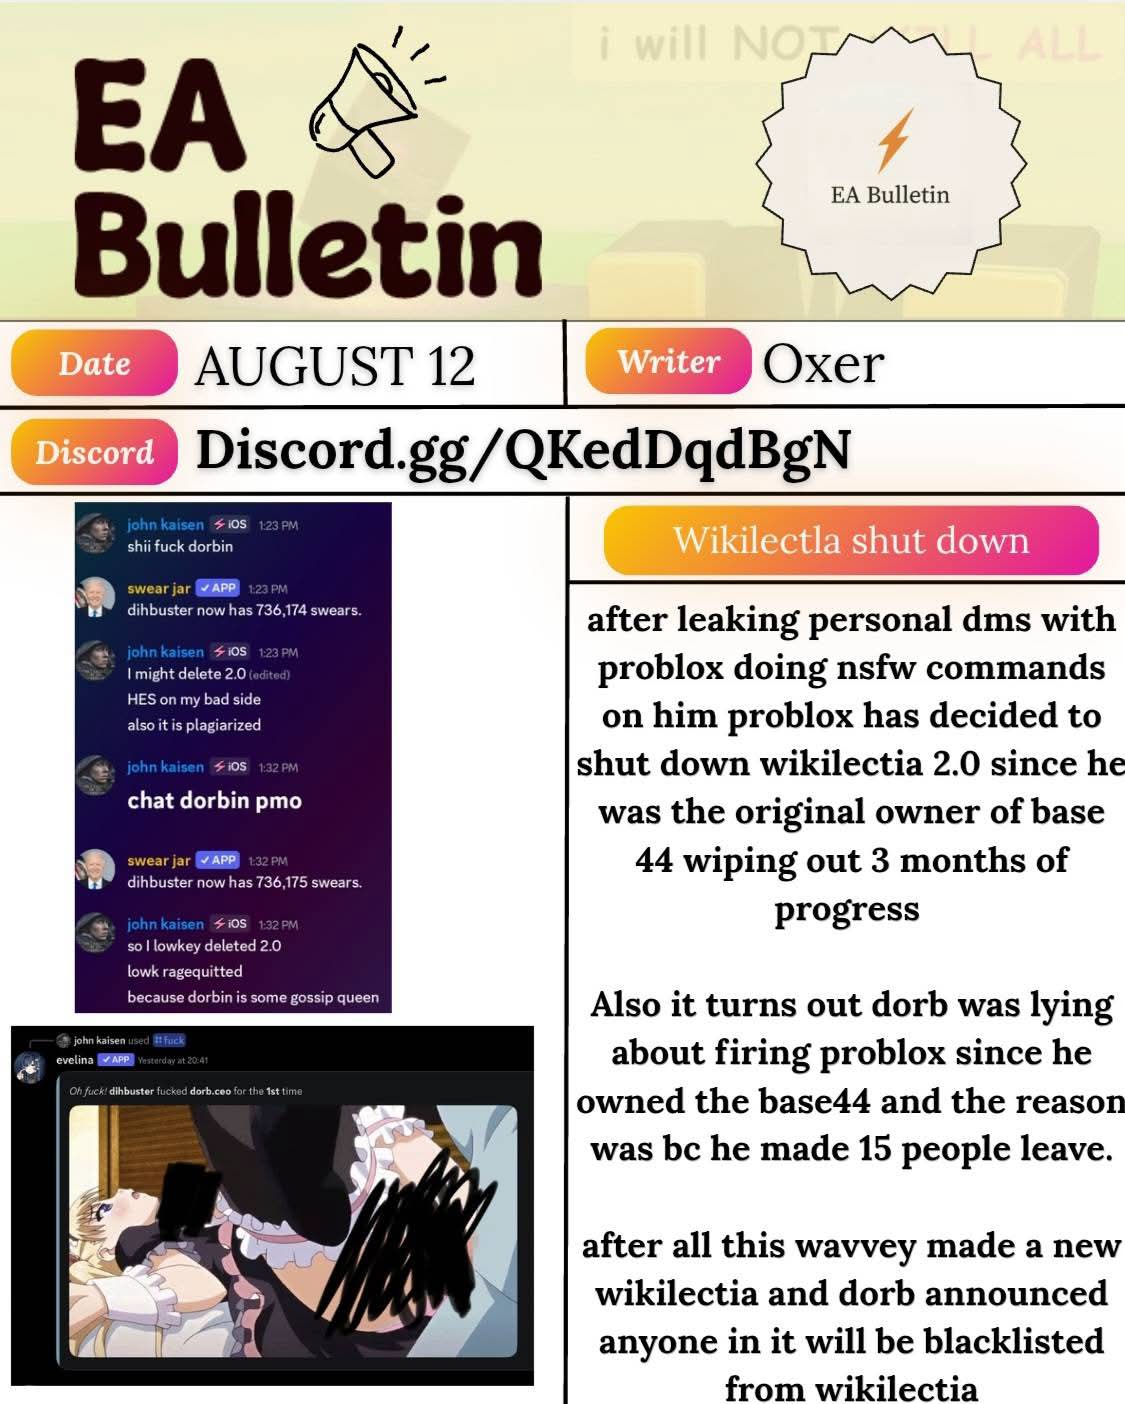 i will NOT KILL ALL
EA
Bulletin
EA Bulletin
Date
AUGUST 12
Writer
Oxer
Discord
Discord.gg/QKedDqdBgN
john kaisen iOS 1:23 PM
shii fuck dorbin
swear jar ✓ APP 1:23 PM
dihbuster now has 736,174 swears.
john kaisen iOS 1:23 PM
I might delete 2.0 (edited)
HES on my bad side
also it is plagiarized
john kaisen iOS 1:32 PM
chat dorbin pmo
swear jar ✓ APP 1:32 PM
dihbuster now has 736,175 swears.
john kaisen iOS 1:32 PM
so I lowkey deleted 2.0
lowk ragequitted
because dorbin is some gossip queen
john kaisen used fuck
evelina ✓ APP Yesterday at 20:41
Oh fuck! dihbuster fucked dorb.ceo for the 1st time
Wikilectla shut down
after leaking personal dms with
problox doing nsfw commands
on him problox has decided to
shut down wikilectia 2.0 since he
was the original owner of base
44 wiping out 3 months of
progress
Also it turns out dorb was lying
about firing problox since he
owned the base44 and the reason
was bc he made 15 people leave.
after all this wavvey made a new
wikilectia and dorb announced
anyone in it will be blacklisted
from wikilectia